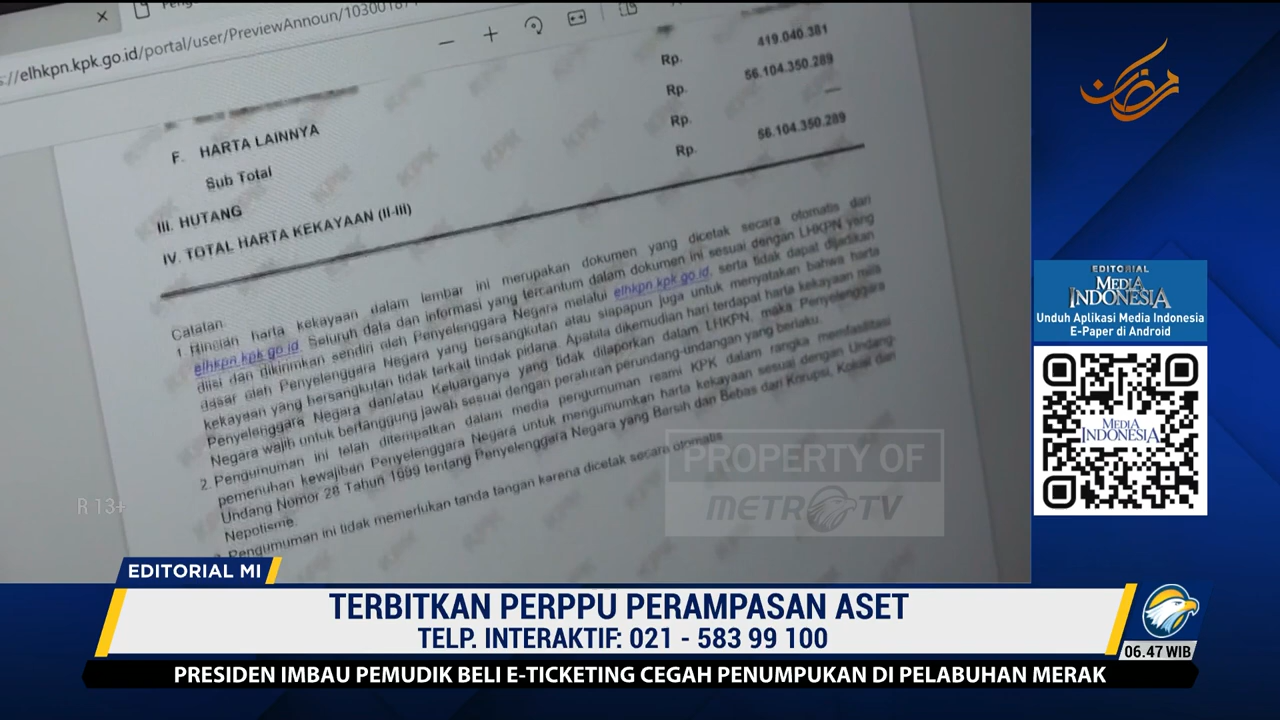 s://elhkpn.kpk.go.id/portal/user/PreviewAnnoun/1030018
419.040.381
Rp.
56.104.350.289
F. HARTA LAINNYA Rp.
Sub Total Rp. ---
III. HUTANG Rp. 56.104.350.289
IV. TOTAL HARTA KEKAYAAN (II-III)
Catatan:
1. Rincian harta kekayaan dalam lembar ini merupakan dokumen yang dicetak secara otomatis dari
elhkpn.kpk.go.id. Seluruh data dan informasi yang tercantum dalam dokumen ini sesuai dengan LHKPN yang
diisi dan dikirimkan sendiri oleh Penyelenggara Negara melalui elhkpn.kpk.go.id, serta tidak dapat dijadikan
dasar oleh Penyelenggara Negara yang bersangkutan atau siapapun juga untuk menyatakan bahwa harta
kekayaan yang bersangkutan tidak terkait tindak pidana. Apabila dikemudian hari terdapat harta kekayaan milik
Penyelenggara Negara dan/atau Keluarganya yang tidak dilaporkan dalam LHKPN, maka Penyelenggara
Negara wajib untuk bertanggung jawab sesuai dengan peraturan perundang-undangan yang berlaku.
2. Pengumuman ini telah ditempatkan dalam media pengumuman resmi KPK dalam rangka memfasilitasi
pemenuhan kewajiban Penyelenggara Negara untuk mengumumkan harta kekayaan sesuai dengan Undang-
Undang Nomor 28 Tahun 1999 tentang Penyelenggara Negara yang Bersih dan Bebas dari Korupsi, Kolusi dan
Nepotisme.
Pengumuman ini tidak memerlukan tanda tangan karena dicetak secara otomatis
R 13+
PROPERTY OF
METRO TV
رمضان
EDITORIAL
MEDIA
INDONESIA
Unduh Aplikasi Media Indonesia
E-Paper di Android
MEDIA
INDONESIA
EDITORIAL MI
TERBITKAN PERPPU PERAMPASAN ASET
TELP. INTERAKTIF: 021 - 583 99 100
06.47 WIB
PRESIDEN IMBAU PEMUDIK BELI E-TICKETING CEGAH PENUMPUKAN DI PELABUHAN MERAK